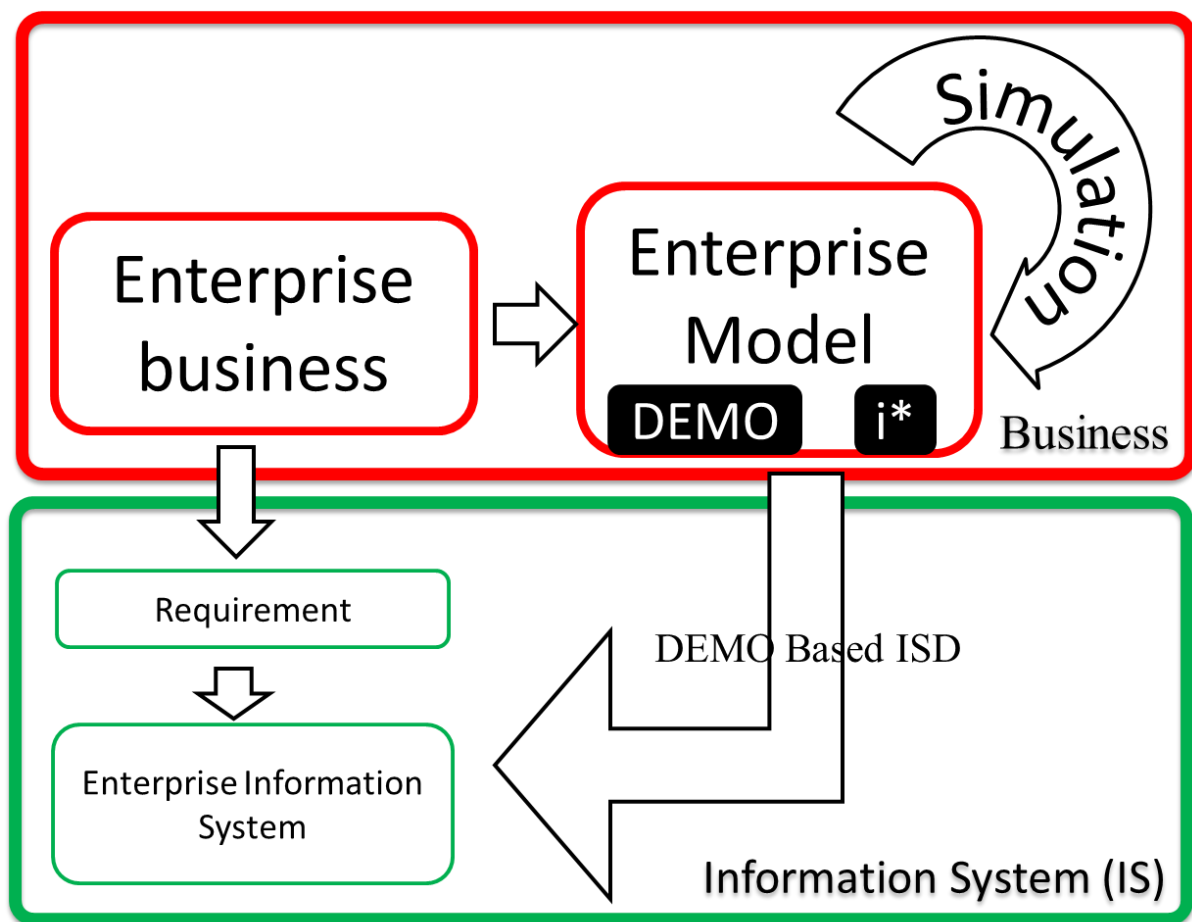 Simulation
Enterprise
business
Enterprise
Model
DEMO
i*
Business
Requirement
DEMO Based ISD
Enterprise Information
System
Information System (IS)